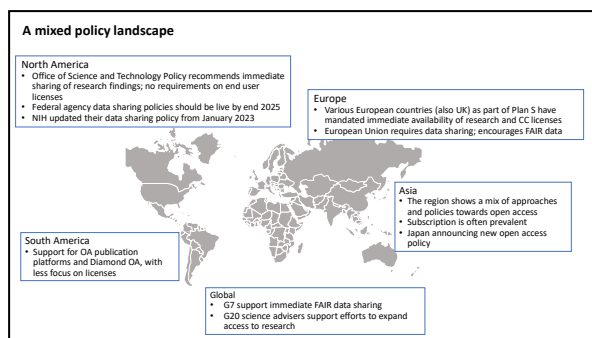 A mixed policy landscape
North America
• Office of Science and Technology Policy recommends immediate
sharing of research findings; no requirements on end user
licenses
• Federal agency data sharing policies should be live by end 2025
• NIH updated their data sharing policy from January 2023
Europe
• Various European countries (also UK) as part of Plan S have
mandated immediate availability of research and CC licenses
• European Union requires data sharing; encourages FAIR data
Asia
• The region shows a mix of approaches
and policies towards open access
• Subscription is often prevalent
• Japan announcing new open access
policy
South America
• Support for OA publication
platforms and Diamond OA, with
less focus on licenses
Global
• G7 support immediate FAIR data sharing
• G20 science advisers support efforts to expand
access to research